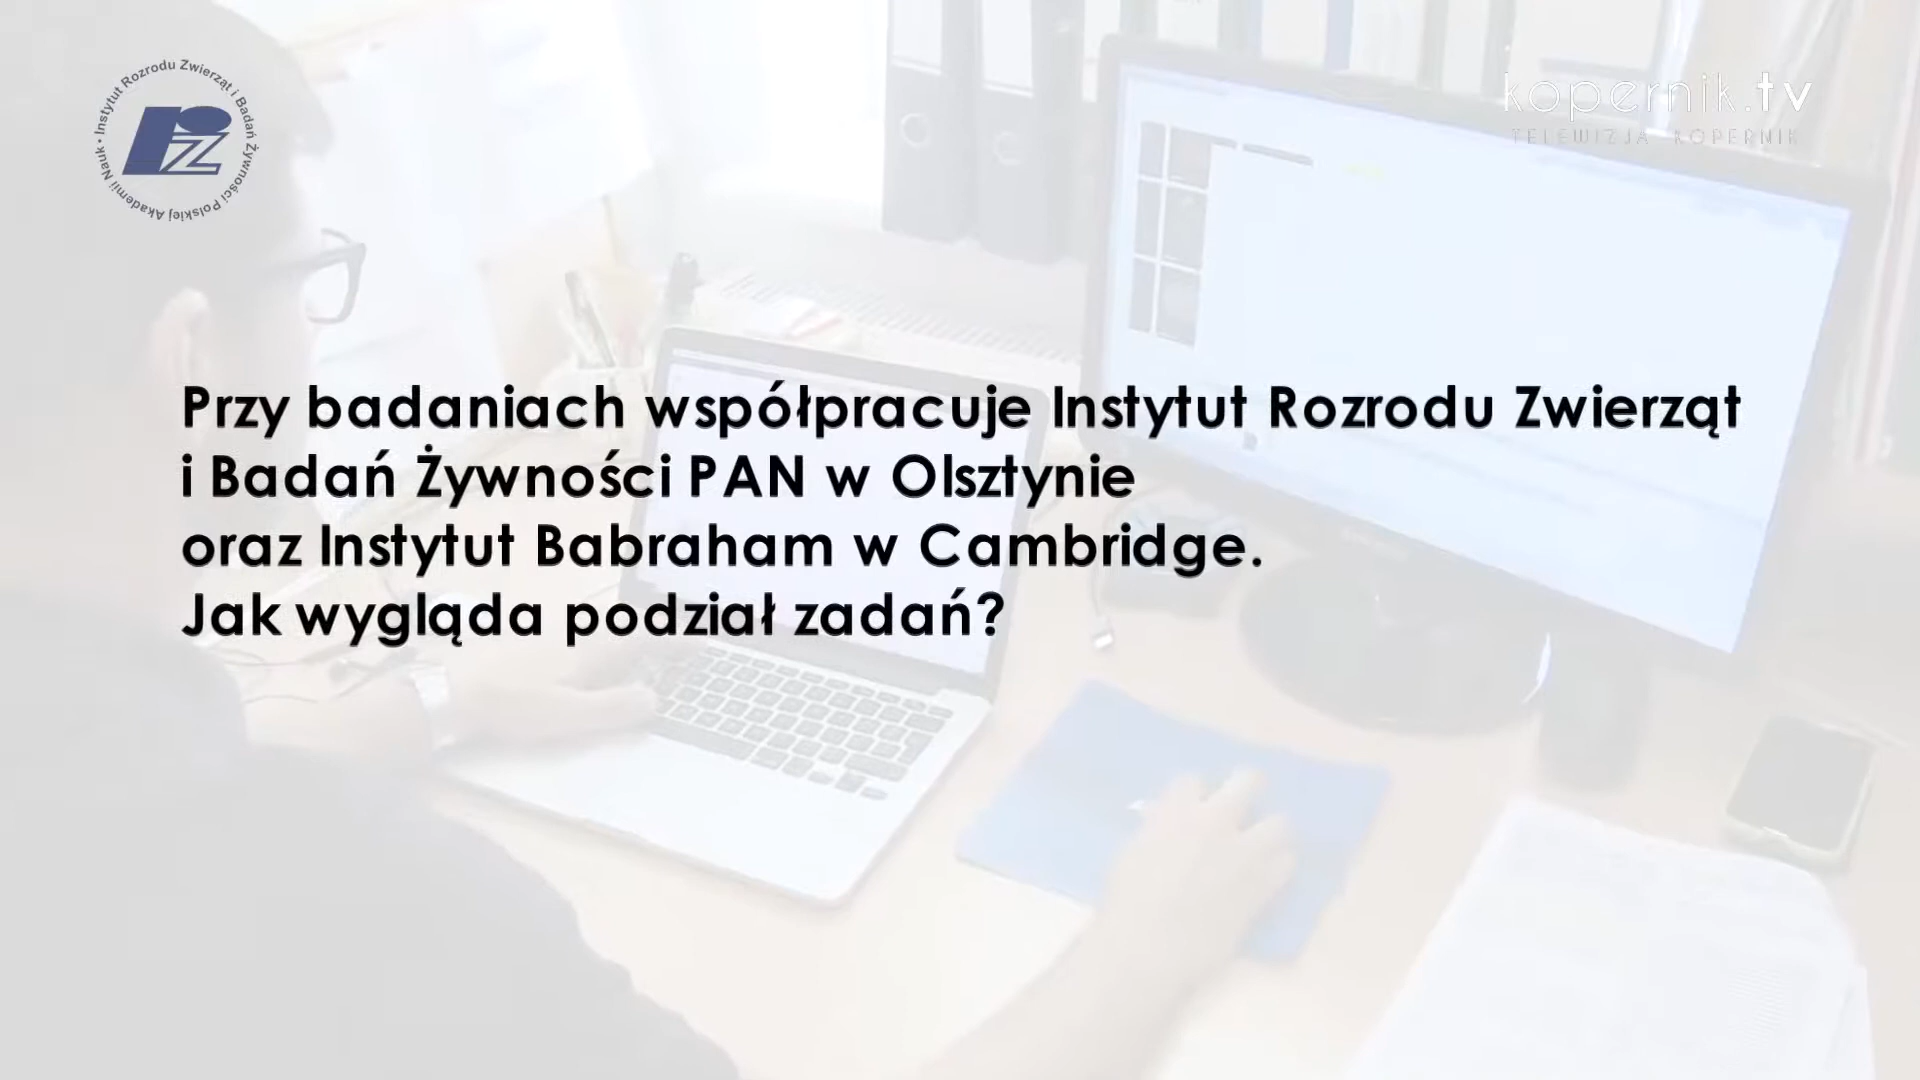 • Instytut Rozrodu Zwierząt i Badań Żywności Polskiej Akademii Nauk
kopernik.tv
TELEWIZJA KOPERNIK
Przy badaniach współpracuje Instytut Rozrodu Zwierząt
i Badań Żywności PAN w Olsztynie
oraz Instytut Babraham w Cambridge.
Jak wygląda podział zadań?